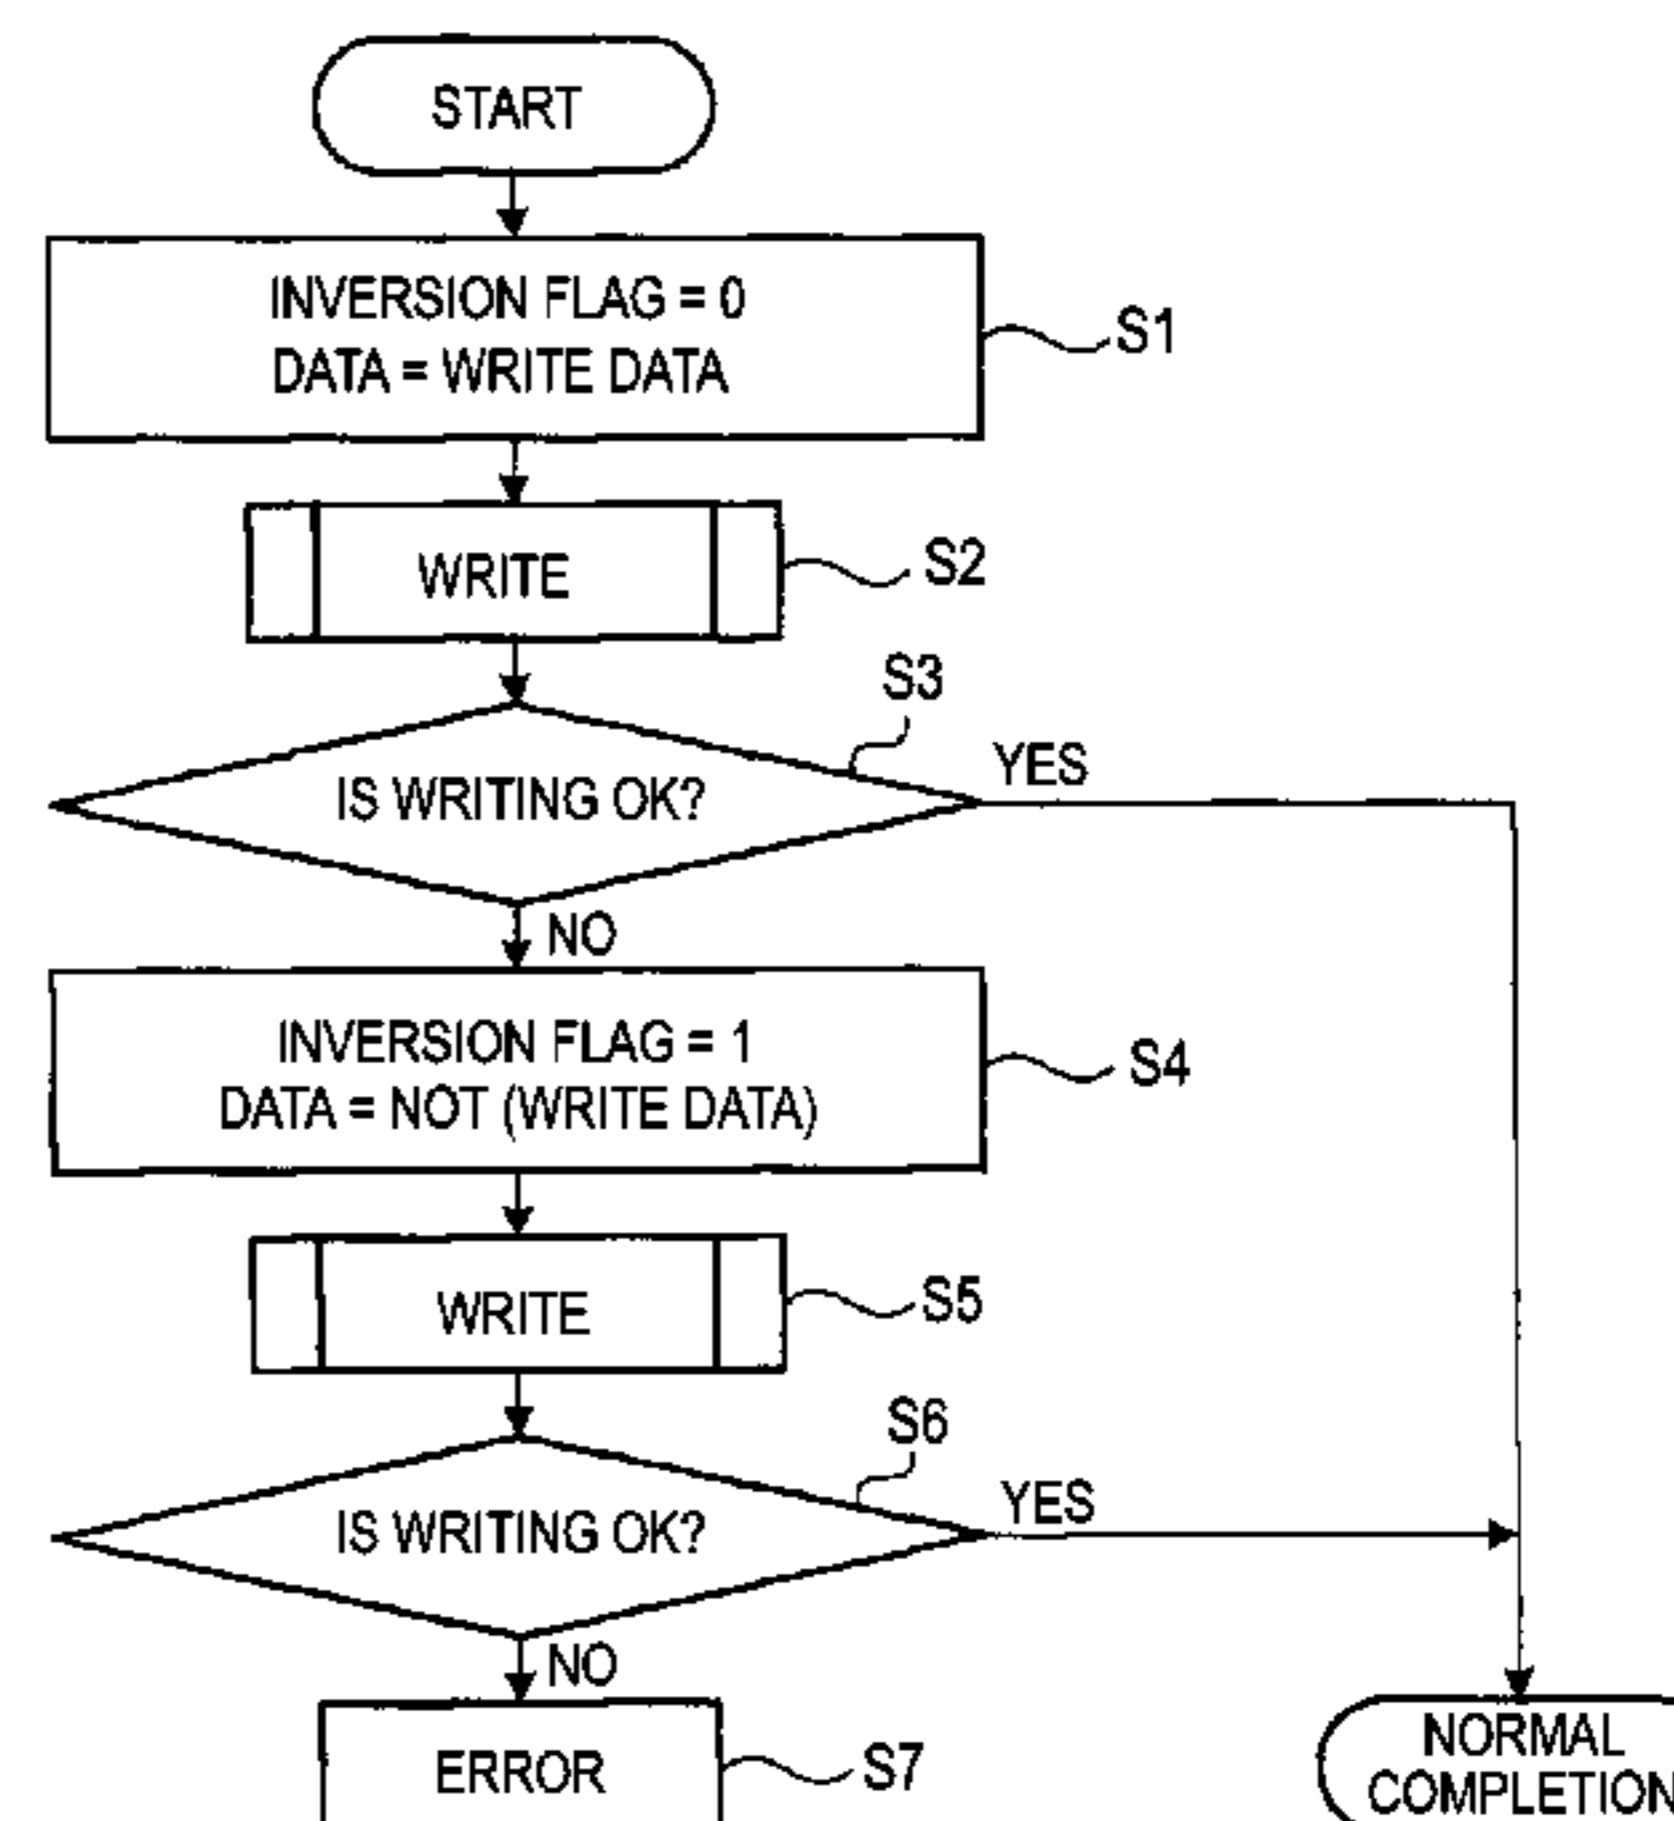 START
INVERSION FLAG = 0
DATA = WRITE DATA
S1
WRITE
S2
S3
IS WRITING OK?
YES
NO
INVERSION FLAG = 1
DATA = NOT (WRITE DATA)
S4
WRITE
S5
S6
IS WRITING OK?
YES
NO
ERROR
S7
NORMAL
COMPLETION